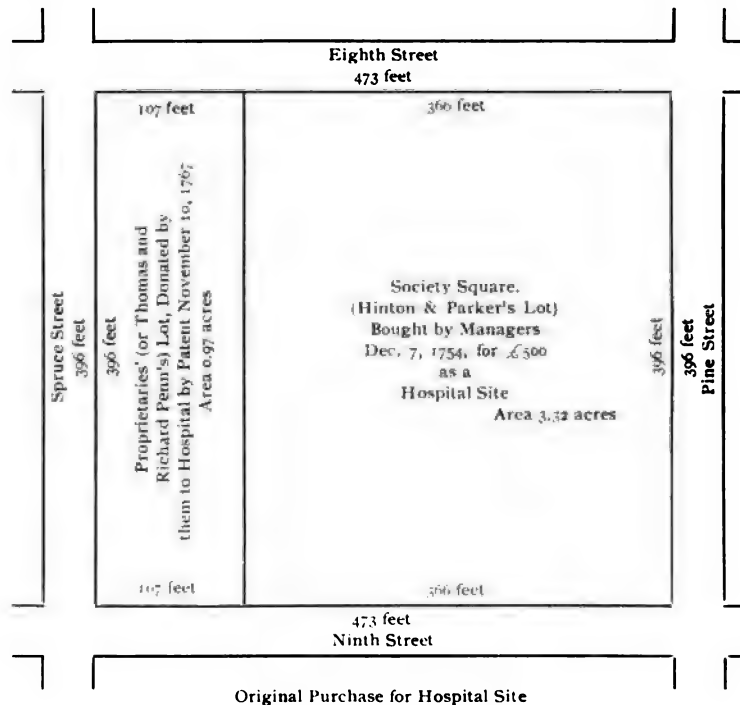 Eighth Street
473 feet
107 feet
366 feet
Spruce Street
396 feet
396 feet
Proprietaries' (or Thomas and
Richard Penn's) Lot, Donated by
them to Hospital by Patent November 10, 1767
Area 0.97 acres
Society Square.
(Hinton & Parker's Lot)
Bought by Managers
Dec. 7, 1754, for £500
as a
Hospital Site
Area 3.32 acres
396 feet
396 feet
Pine Street
107 feet
366 feet
473 feet
Ninth Street
Original Purchase for Hospital Site